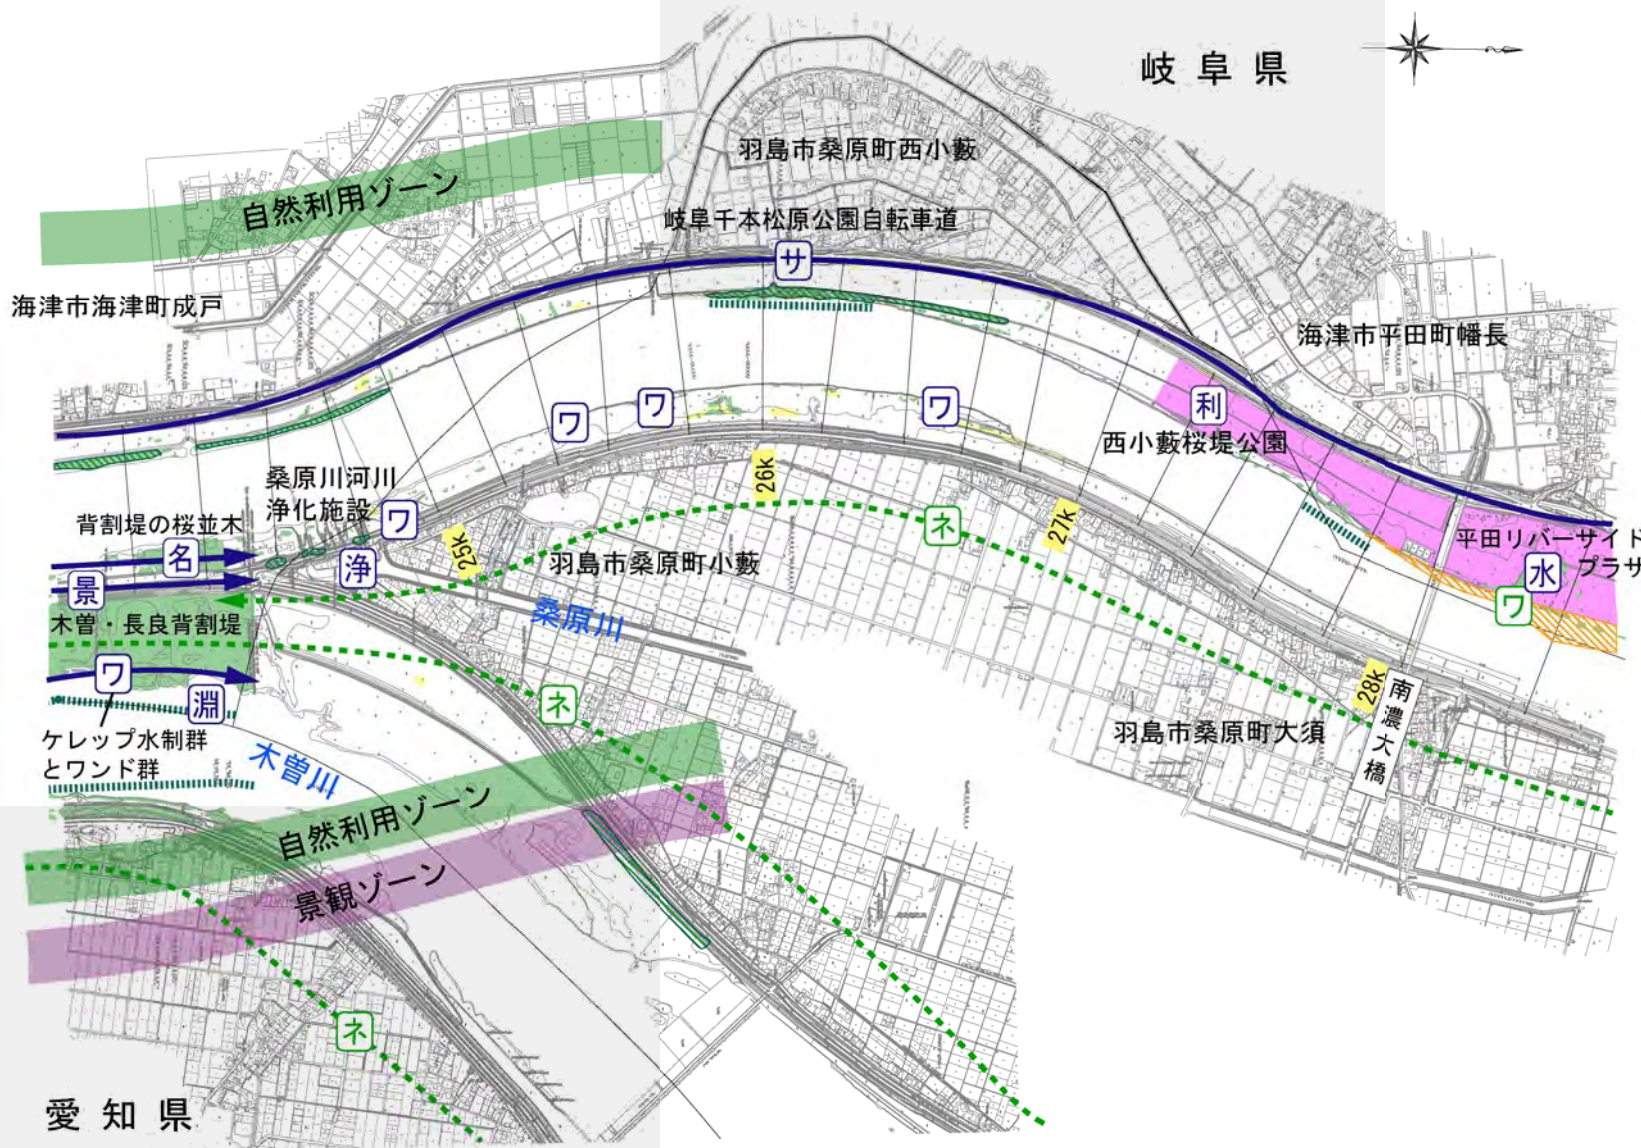 岐阜県
羽島市桑原町西小藪
自然利用ゾーン
岐阜千本松原公園自転車道
サ
海津市海津町成戸
海津市平田町幡長
利
ワ
ワ
ワ
西小藪桜堤公園
26k
桑原川河川
浄化施設
ワ
背割堤の桜並木
名
浄
25k
ネ
27k
羽島市桑原町小藪
平田リバーサイド
プラザ
水
ワ
景
桑原川
木曽・長良背割堤
ワ
淵
ネ
28k
南濃大橋
羽島市桑原町大須
ケレップ水制群
とワンド群
木曽川
自然利用ゾーン
景観ゾーン
ネ
愛知県